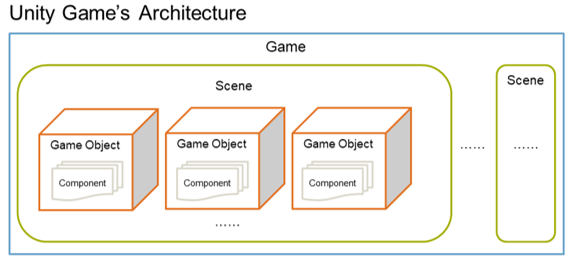 Unity Game's Architecture
Game
Scene
Scene
Game Object
Game Object
Game Object
Component
Component
Component
......
......
......